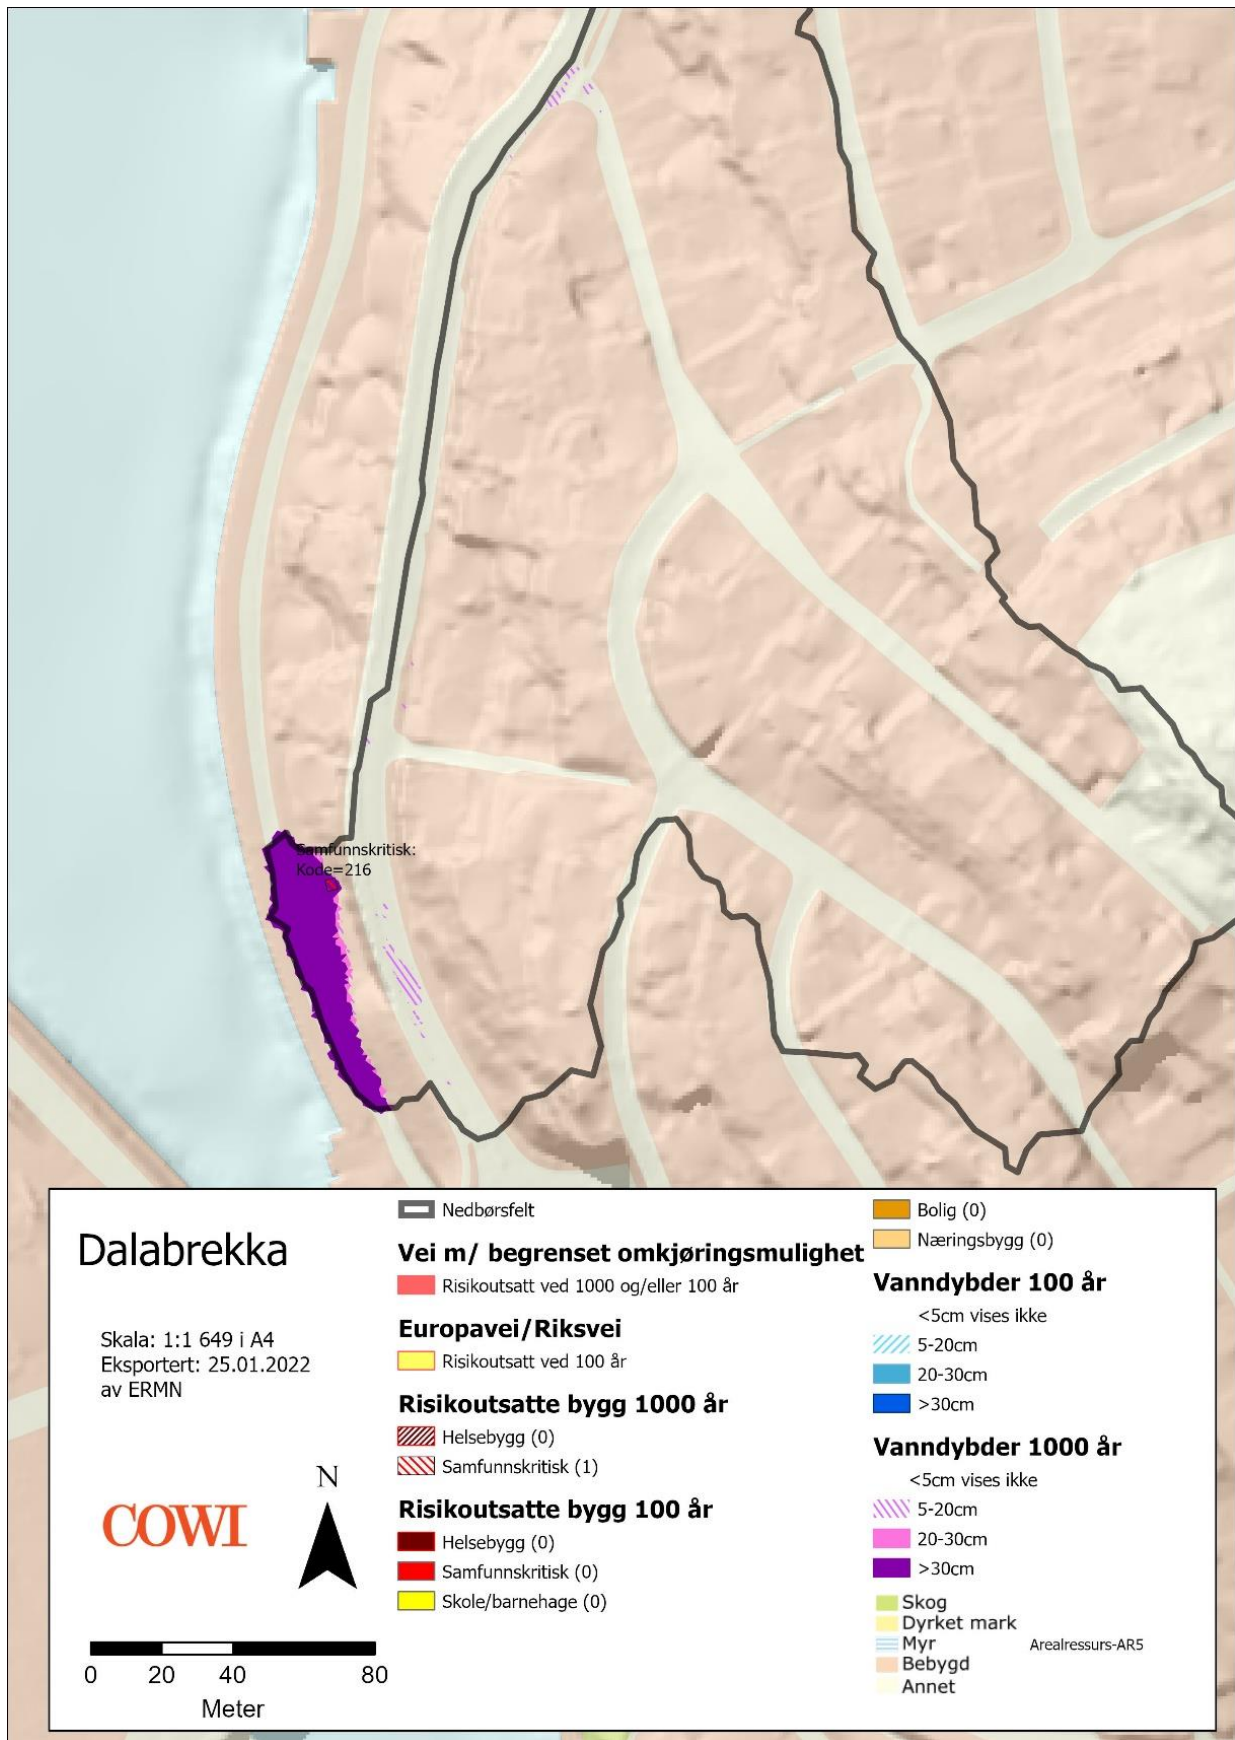 Samfunnskritisk:
Kode=216
Dalabrekka
Skala: 1:1 649 i A4
Eksportert: 25.01.2022
av ERMN
COWI
N
0 20 40 80
Meter
Nedbørsfelt
Vei m/ begrenset omkjøringsmulighet
Risikoutsatt ved 1000 og/eller 100 år
Europavei/Riksvei
Risikoutsatt ved 100 år
Risikoutsatte bygg 1000 år
Helsebygg (0)
Samfunnskritisk (1)
Risikoutsatte bygg 100 år
Helsebygg (0)
Samfunnskritisk (0)
Skole/barnehage (0)
Bolig (0)
Næringsbygg (0)
Vanndybder 100 år
<5cm vises ikke
5-20cm
20-30cm
>30cm
Vanndybder 1000 år
<5cm vises ikke
5-20cm
20-30cm
>30cm
Skog
Dyrket mark
Myr
Bebygd
Annet
Arealressurs-AR5